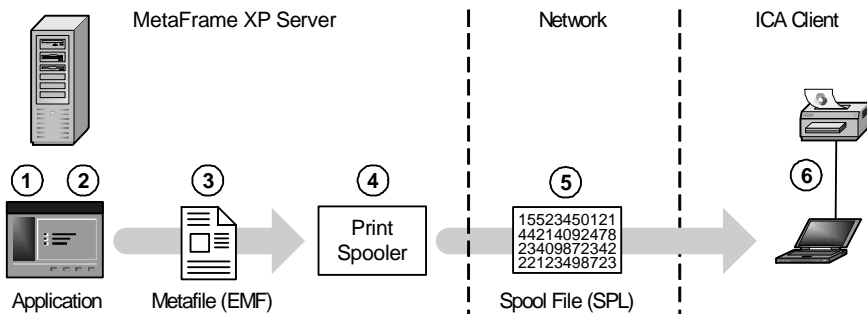 MetaFrame XP Server
Network
ICA Client
1
2
3
4
5
6
Print
Spooler
15523450121
44214092478
23409872342
22123498723
Application
Metafile (EMF)
Spool File (SPL)